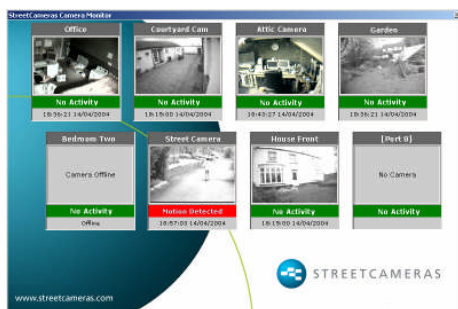 StreetCameras Camera Monitor
Office
Courtyard Cam
Attic Camera
Garden
No Activity
No Activity
No Activity
No Activity
18:56:21 14/04/2004
18:15:00 14/04/2004
18:43:27 14/04/2004
18:36:21 14/04/2004
Bedroom Two
Street Camera
House Front
[Port 8]
Camera Offline
No Camera
No Activity
Motion Detected
No Activity
No Activity
Offline
18:57:03 14/04/2004
18:15:00 14/04/2004
STREETCAMERAS
www.streetcameras.com